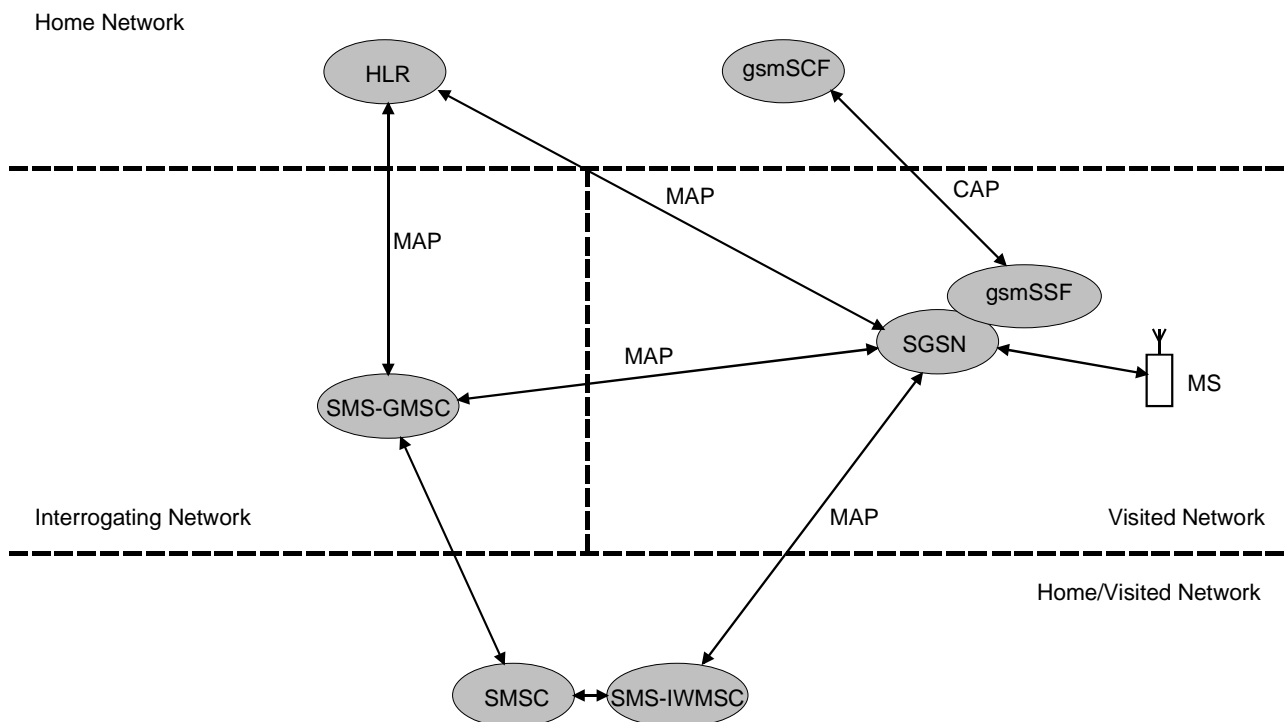 Home Network
HLR
gsmSCF
MAP
CAP
MAP
gsmSSF
SGSN
MAP
MS
SMS-GMSC
Interrogating Network
MAP
Visited Network
Home/Visited Network
SMSC
SMS-IWMSC